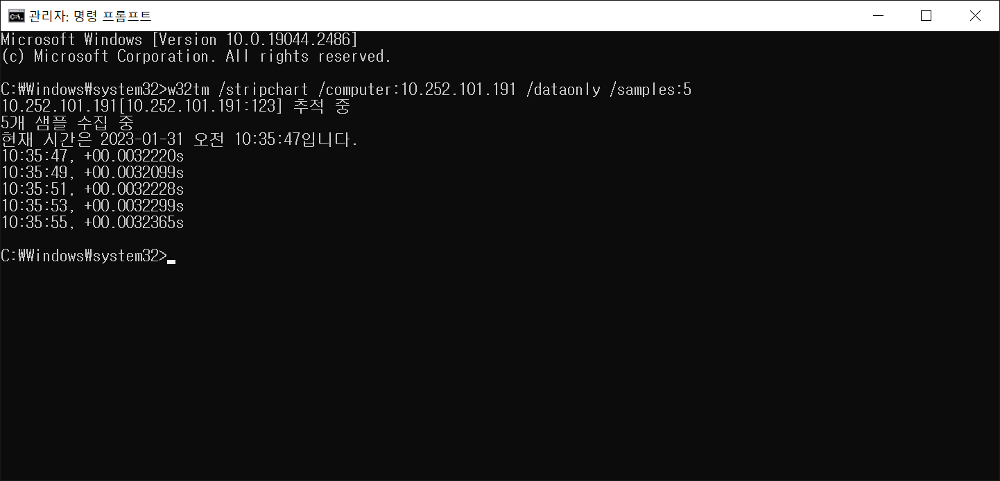 관리자: 명령 프롬프트
Microsoft Windows [Version 10.0.19044.2486]
(c) Microsoft Corporation. All rights reserved.
C:₩Windows₩system32>w32tm /stripchart /computer:10.252.101.191 /dataonly /samples:5
10.252.101.191[10.252.101.191:123] 추적 중
5개 샘플 수집 중
현재 시간은 2023-01-31 오전 10:35:47입니다.
10:35:47, +00.0032220s
10:35:49, +00.0032099s
10:35:51, +00.0032228s
10:35:53, +00.0032299s
10:35:55, +00.0032365s
C:₩Windows₩system32>